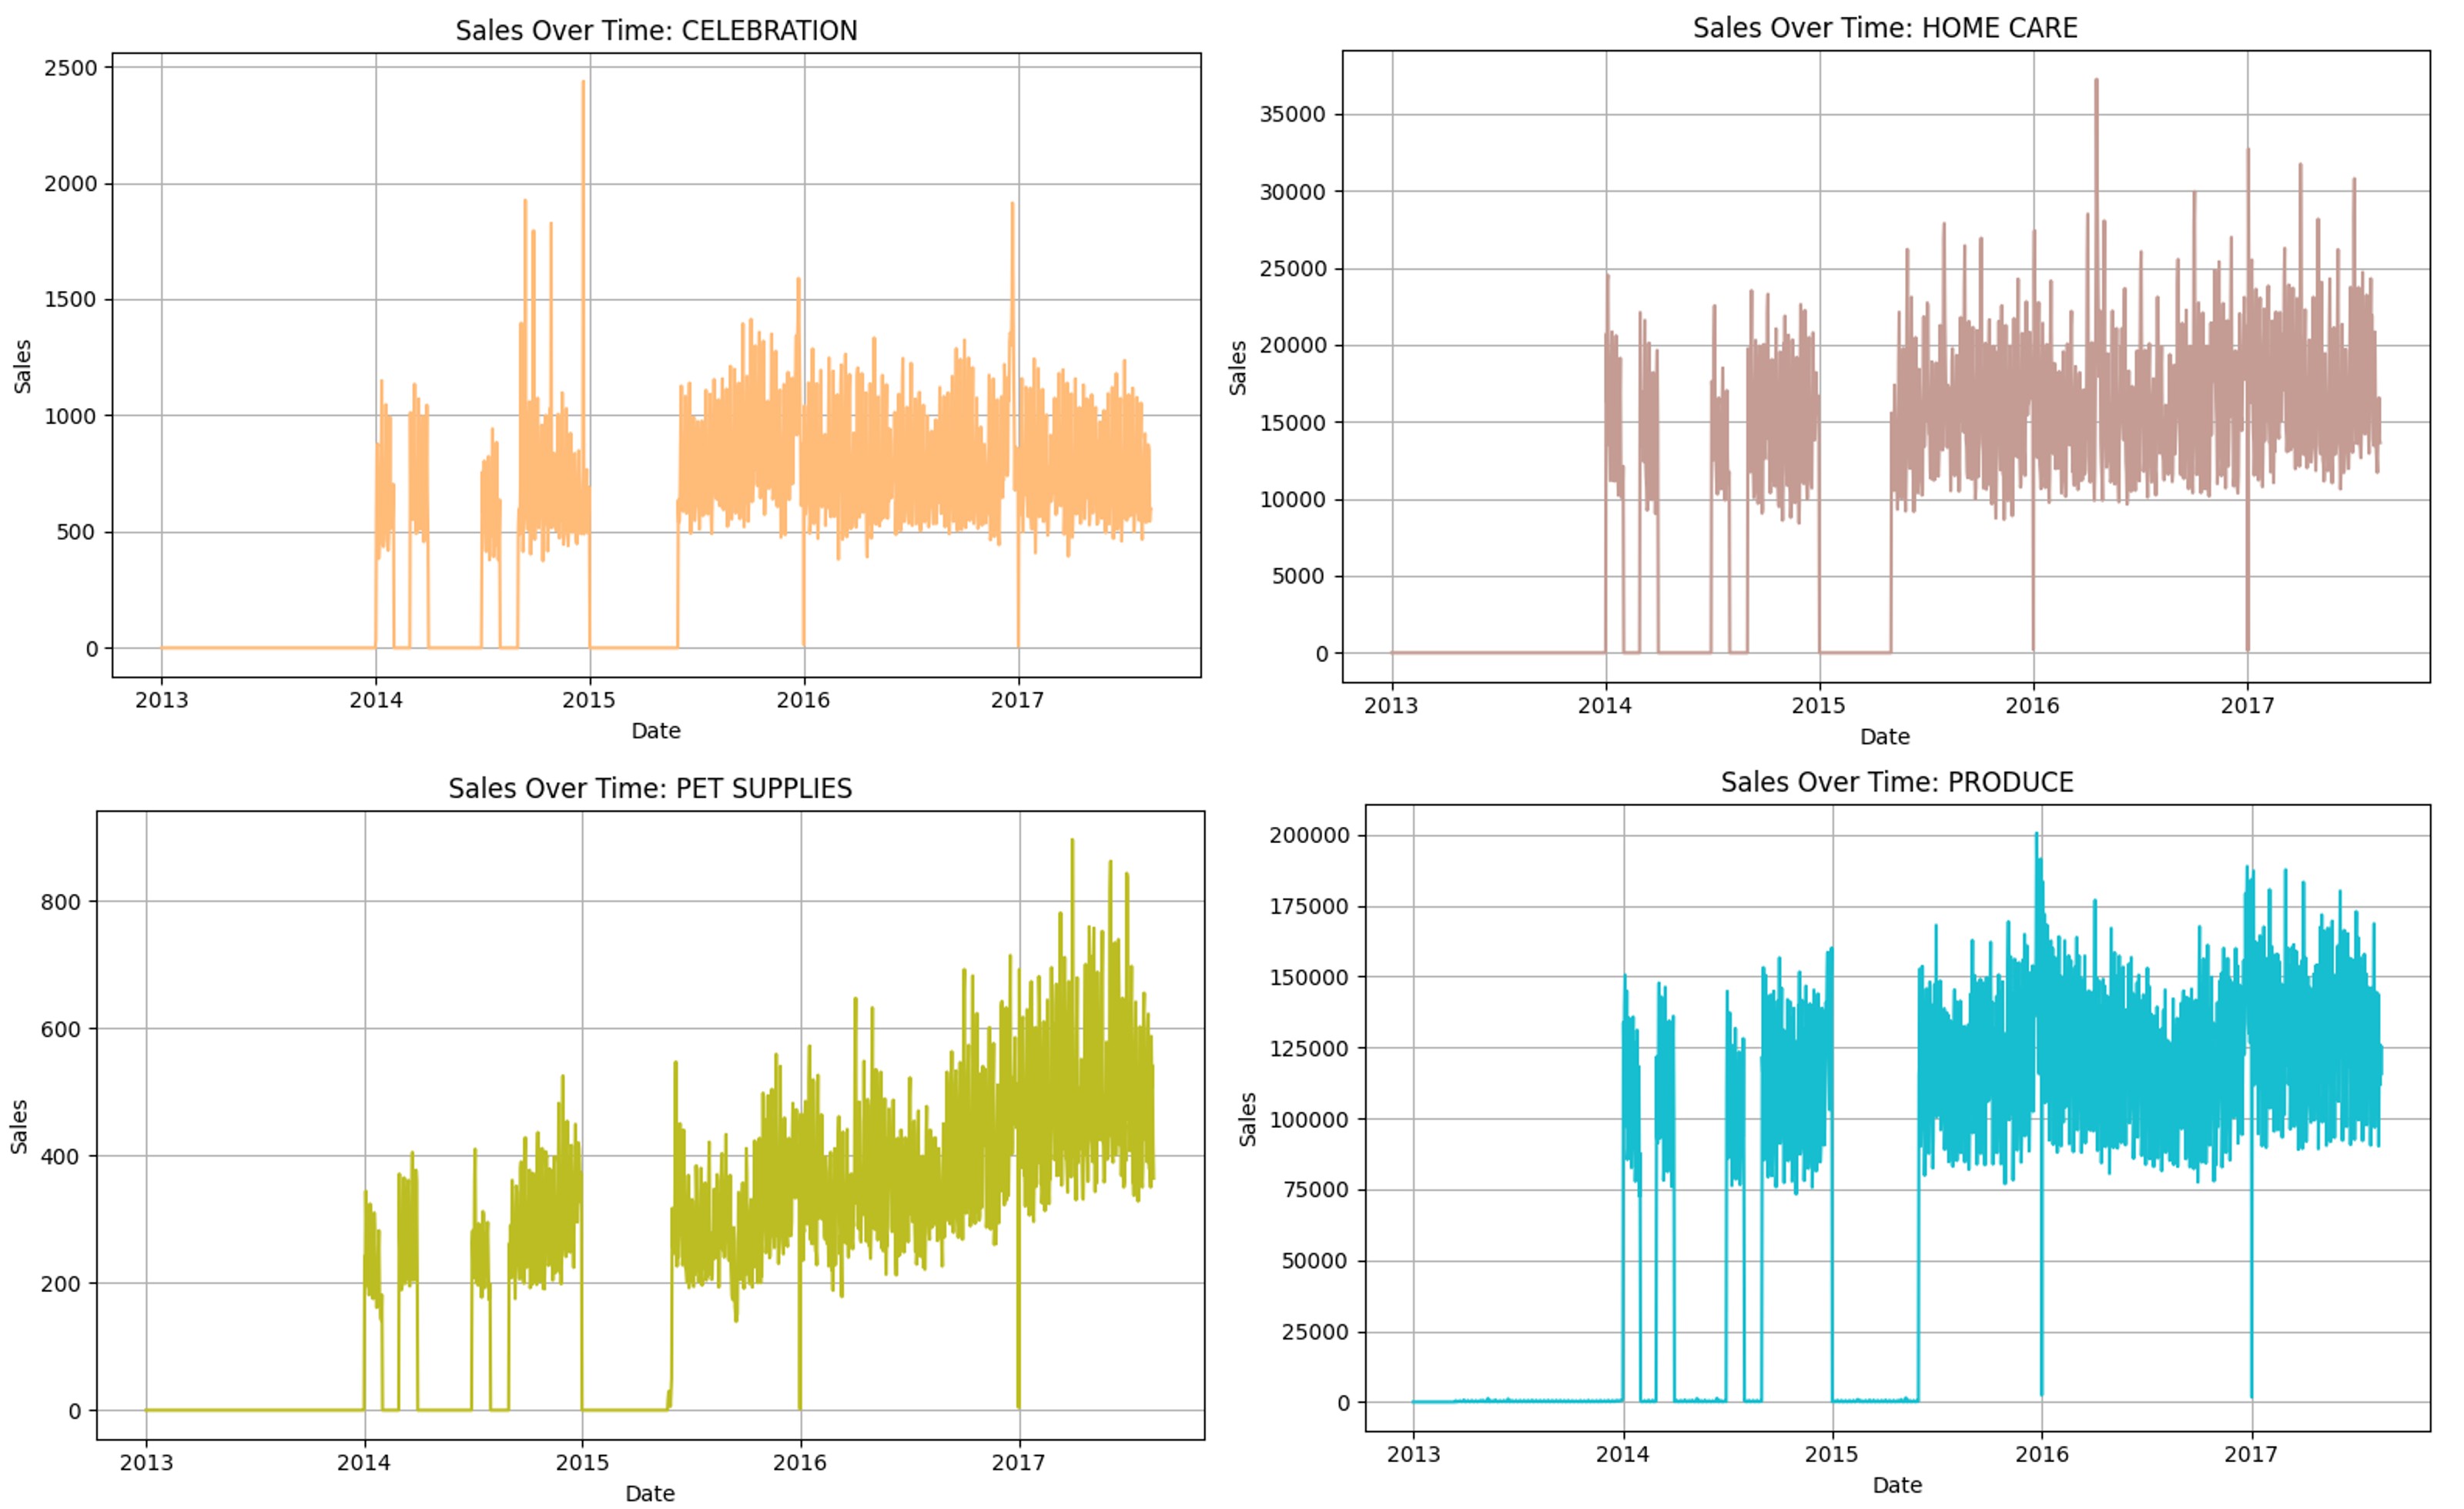 Sales Over Time: CELEBRATION
2500
2000
1500
1000
500
0
Sales
2013 2014 2015 2016 2017
Date
Sales Over Time: HOME CARE
35000
30000
25000
20000
15000
10000
5000
0
Sales
2013 2014 2015 2016 2017
Date
Sales Over Time: PET SUPPLIES
800
600
400
200
0
Sales
2013 2014 2015 2016 2017
Date
Sales Over Time: PRODUCE
200000
175000
150000
125000
100000
75000
50000
25000
0
Sales
2013 2014 2015 2016 2017
Date